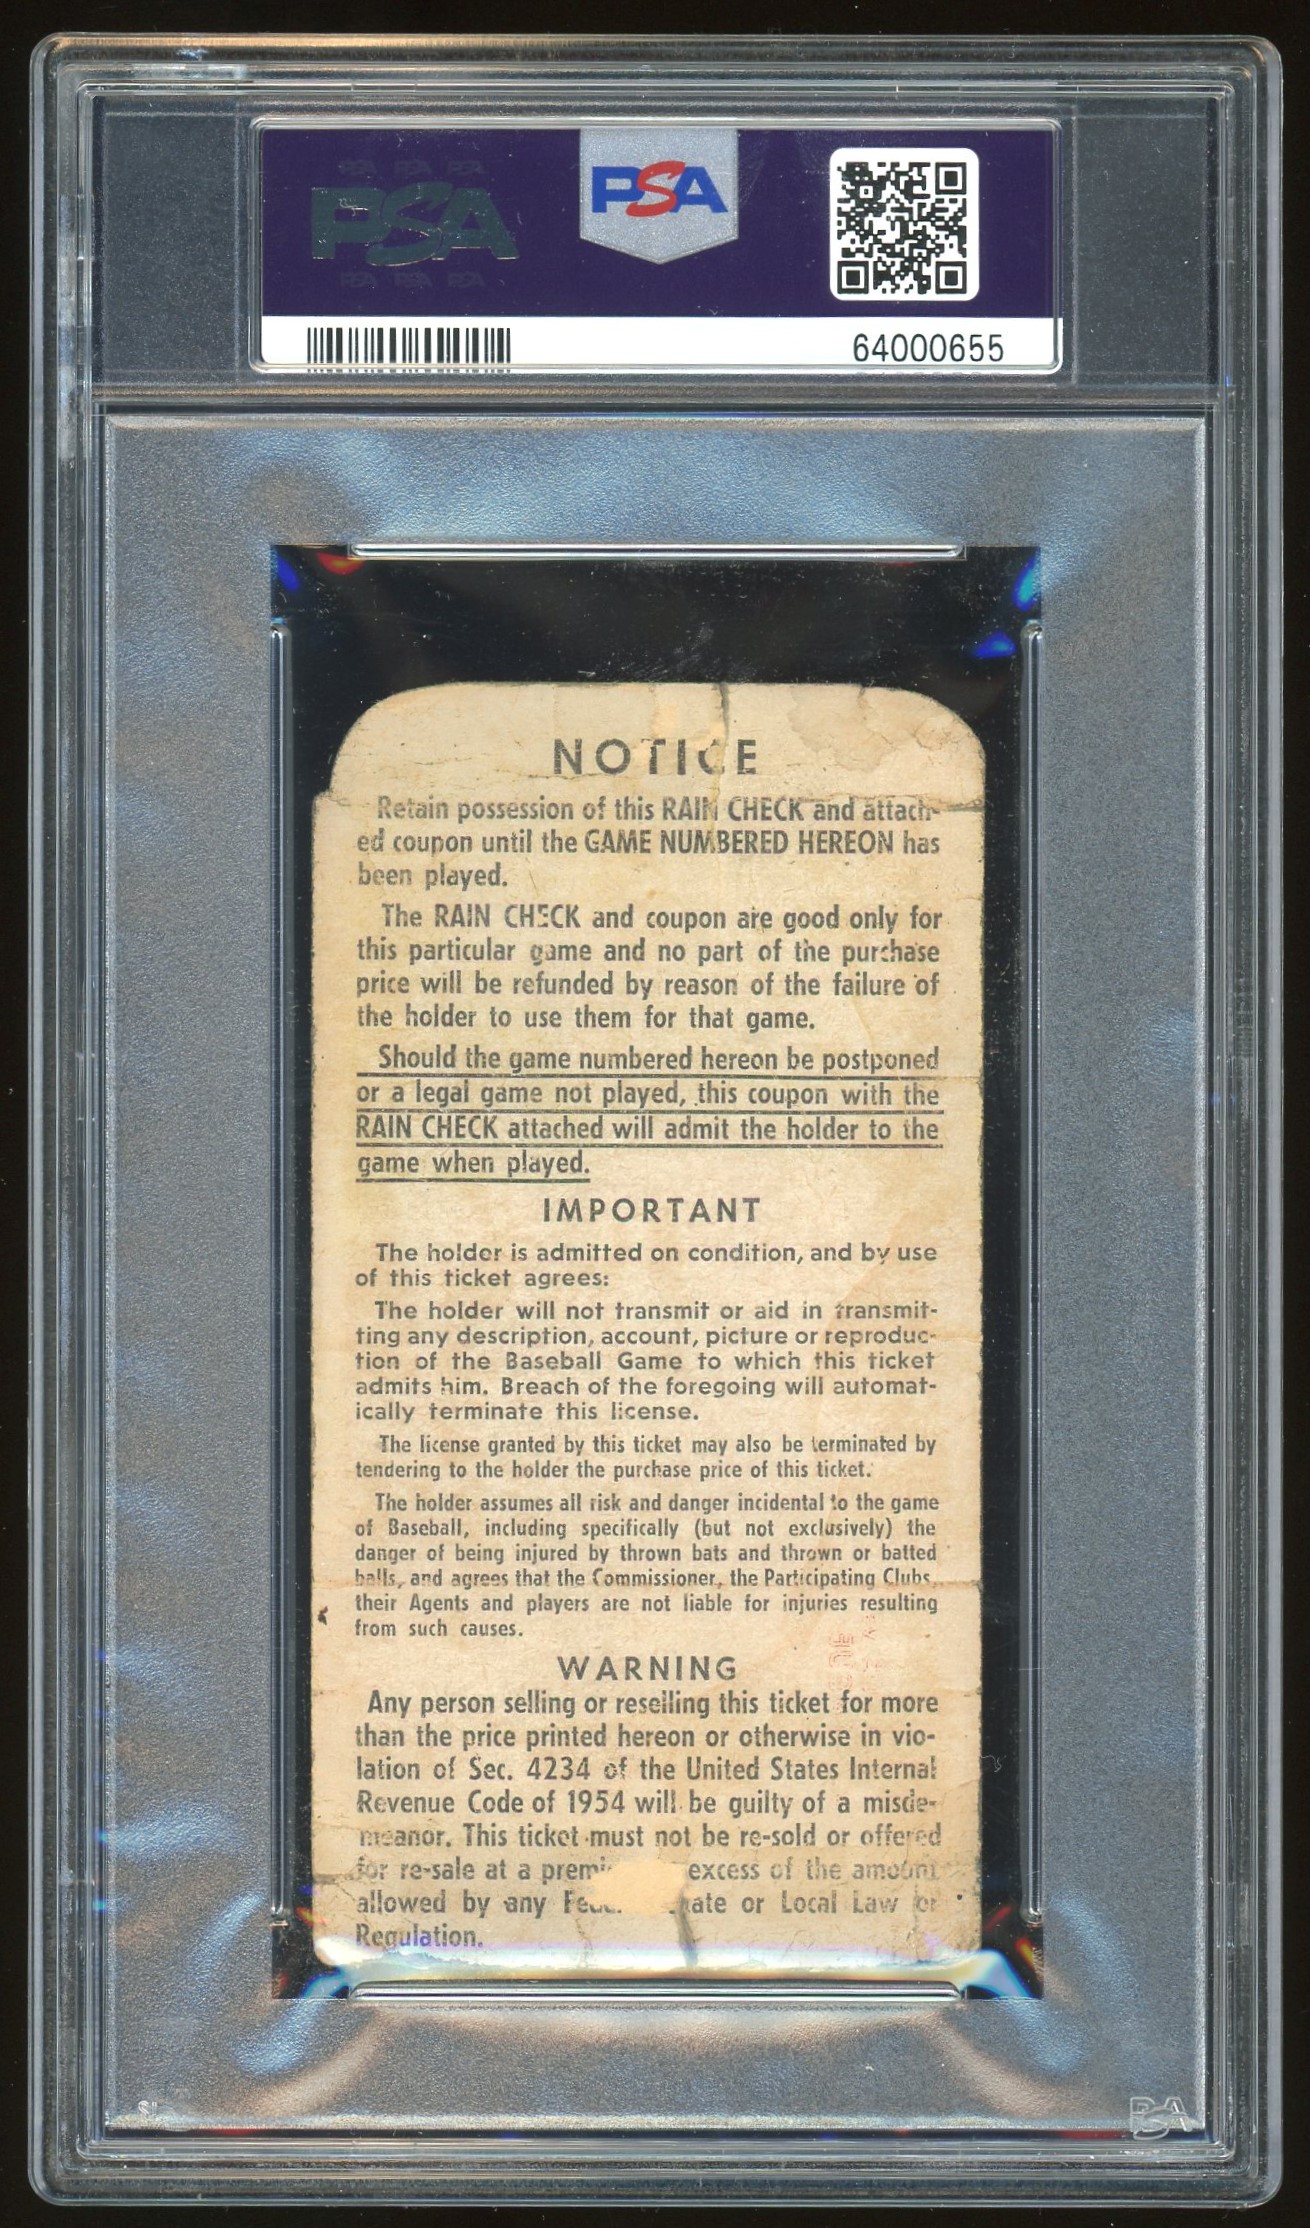 PSA
PSA
64000655
NOTICE
Retain possession of this RAIN CHECK and attach-
ed coupon until the GAME NUMBERED HEREON has
been played.
The RAIN CHECK and coupon are good only for
this particular game and no part of the purchase
price will be refunded by reason of the failure of
the holder to use them for that game.
Should the game numbered hereon be postponed
or a legal game not played, this coupon with the
RAIN CHECK attached will admit the holder to the
game when played.
IMPORTANT
The holder is admitted on condition, and by use
of this ticket agrees:
The holder will not transmit or aid in transmit-
ting any description, account, picture or reproduc-
tion of the Baseball Game to which this ticket
admits him. Breach of the foregoing will automat-
ically terminate this license.
The license granted by this ticket may also be terminated by
tendering to the holder the purchase price of this ticket.
The holder assumes all risk and danger incidental to the game
of Baseball, including specifically (but not exclusively) the
danger of being injured by thrown bats and thrown or batted
balls, and agrees that the Commissioner, the Participating Clubs,
their Agents and players are not liable for injuries resulting
from such causes.
WARNING
Any person selling or reselling this ticket for more
than the price printed hereon or otherwise in vio-
lation of Sec. 4234 of the United States Internal
Revenue Code of 1954 will be guilty of a misde-
meanor. This ticket must not be re-sold or offered
for re-sale at a excess of the amount
allowed by any or Local Law or
Regulation.
PSA